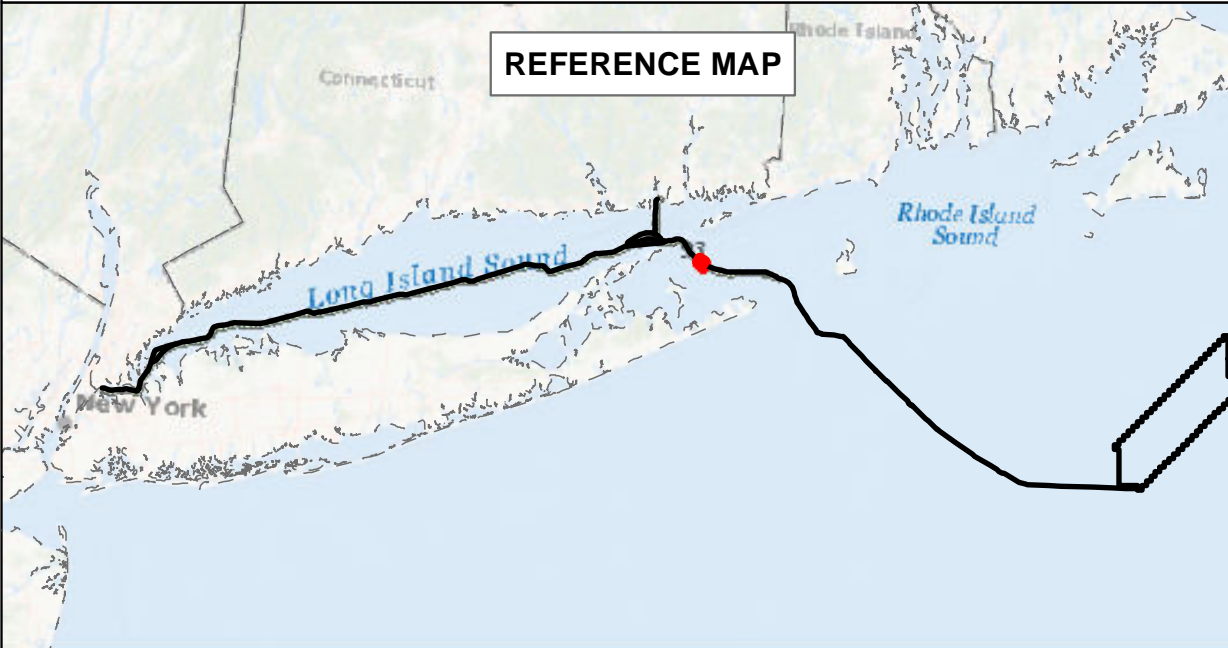 Rhode Island
REFERENCE MAP
Connecticut
Rhode Island
Sound
Long Island Sound
New York